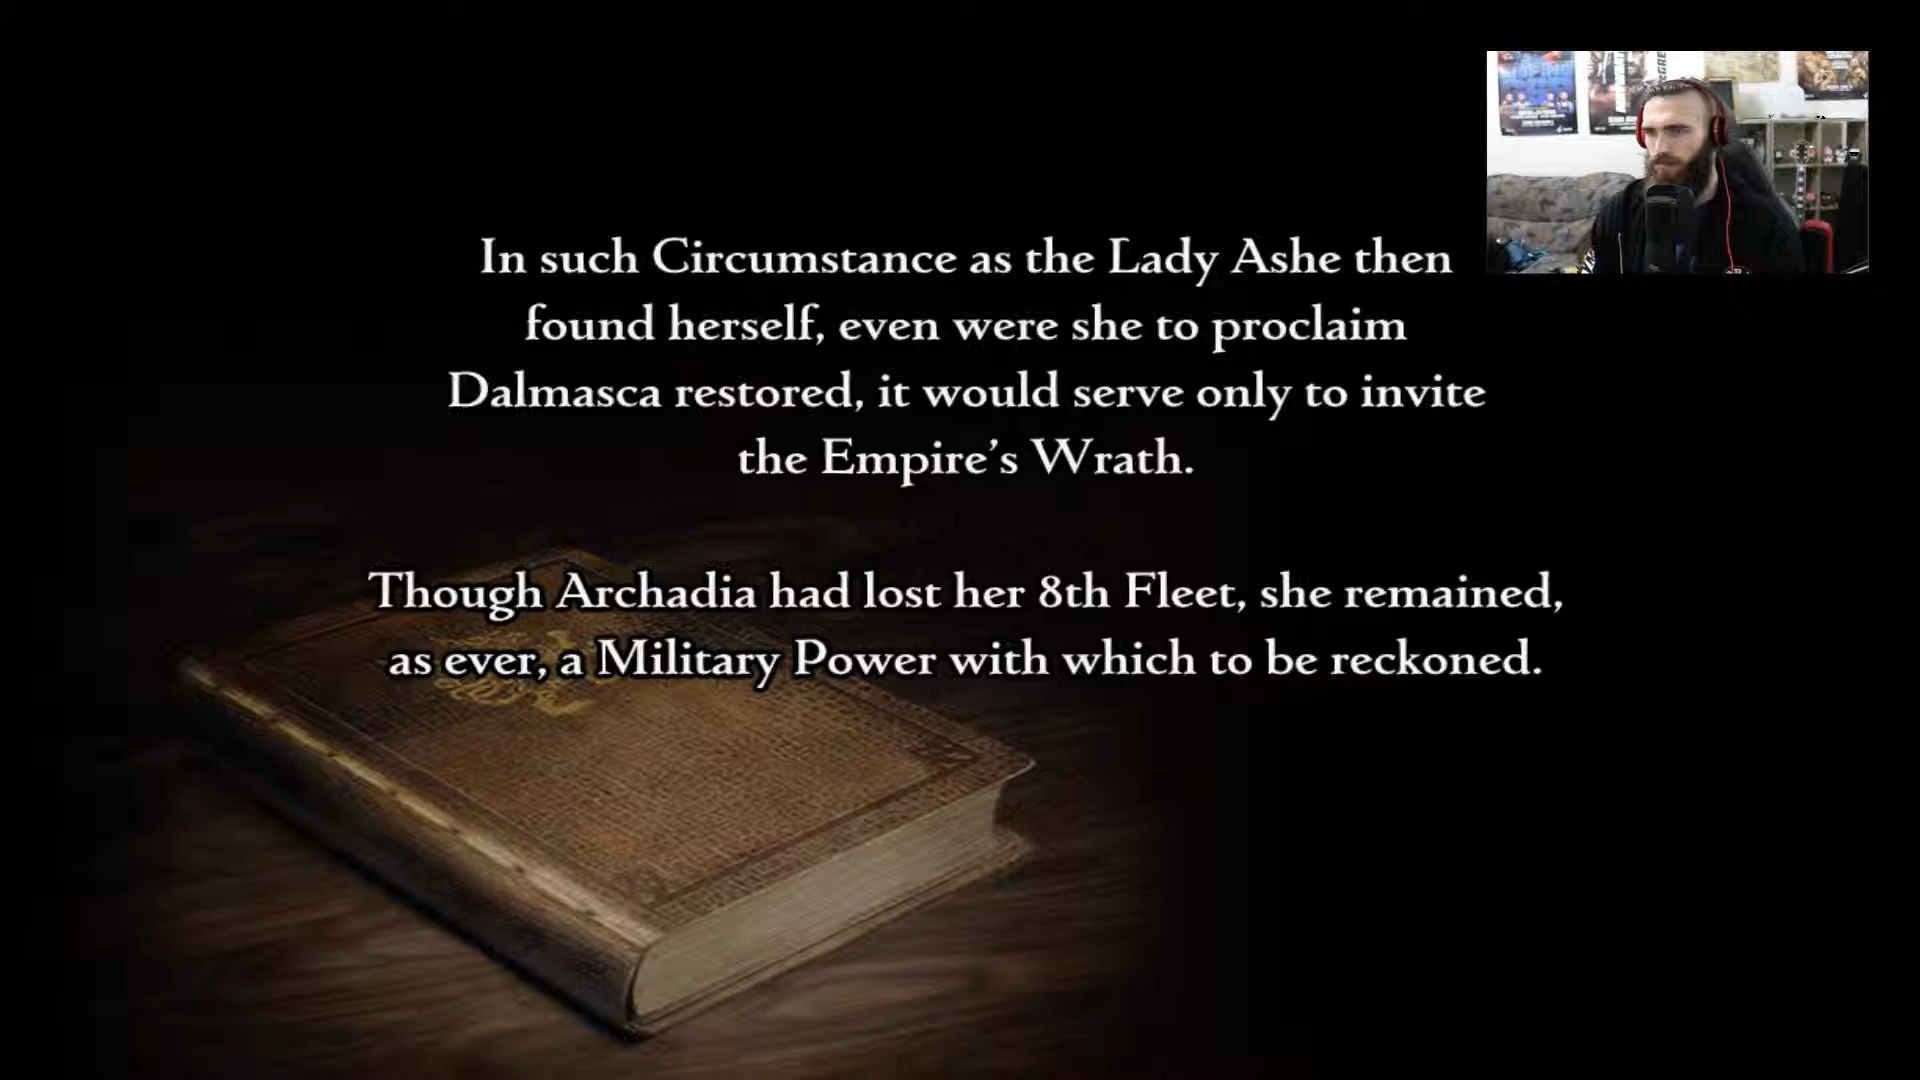 In such Circumstance as the Lady Ashe then
found herself, even were she to proclaim
Dalmasca restored, it would serve only to invite
the Empire's Wrath.
Though Archadia had lost her 8th Fleet, she remained,
as ever, a Military Power with which to be reckoned.